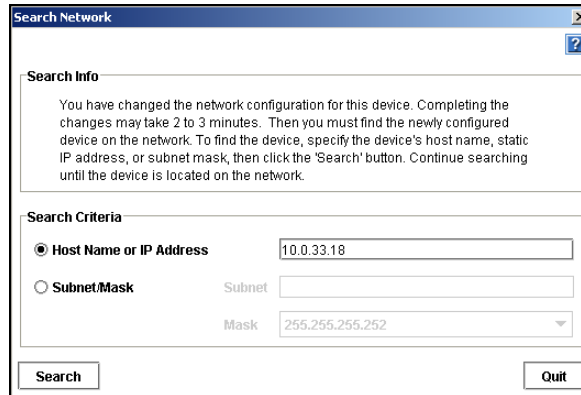 Search Network
?
Search Info
You have changed the network configuration for this device. Completing the
changes may take 2 to 3 minutes. Then you must find the newly configured
device on the network. To find the device, specify the device's host name, static
IP address, or subnet mask, then click the 'Search' button. Continue searching
until the device is located on the network.
Search Criteria
Host Name or IP Address 10.0.33.18
Subnet/Mask Subnet
Mask 255.255.255.252
Search Quit